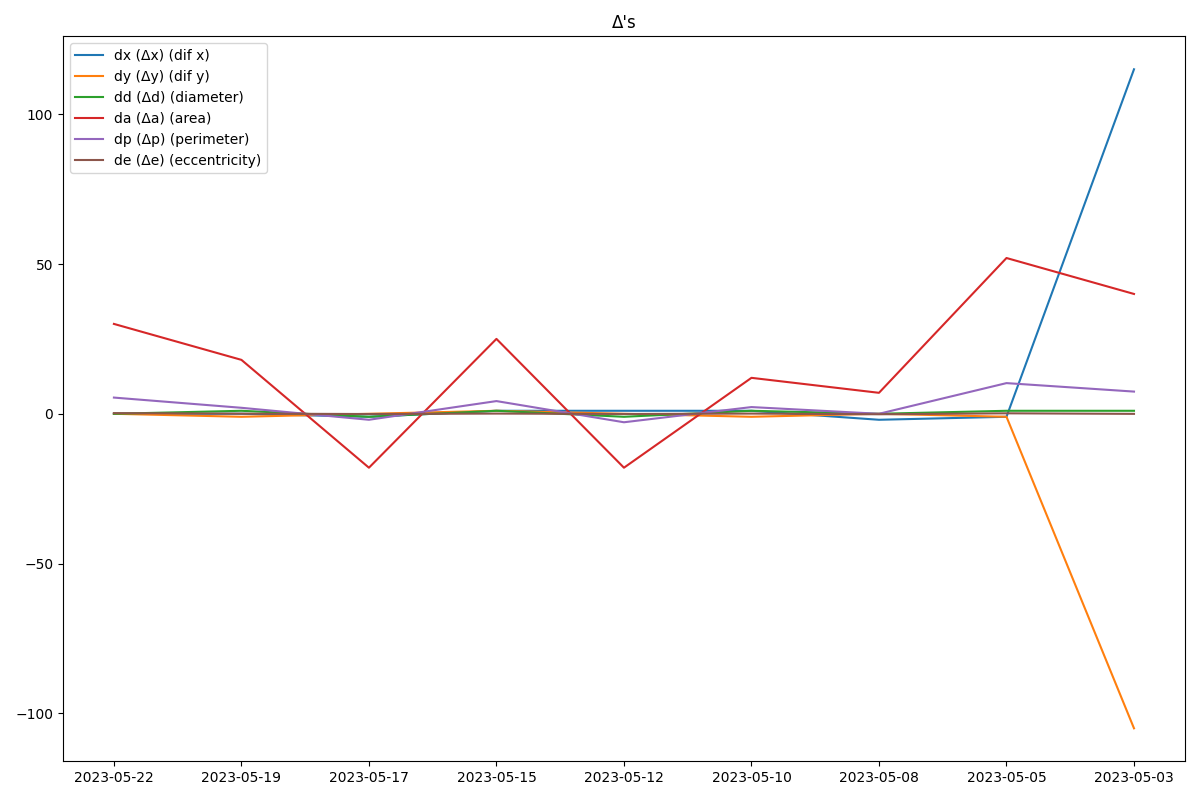 Δ's
dx (Δx) (dif x)
dy (Δy) (dif y)
dd (Δd) (diameter)
da (Δa) (area)
dp (Δp) (perimeter)
de (Δe) (eccentricity)
100
50
0
−50
−100
2023-05-22 2023-05-19 2023-05-17 2023-05-15 2023-05-12 2023-05-10 2023-05-08 2023-05-05 2023-05-03